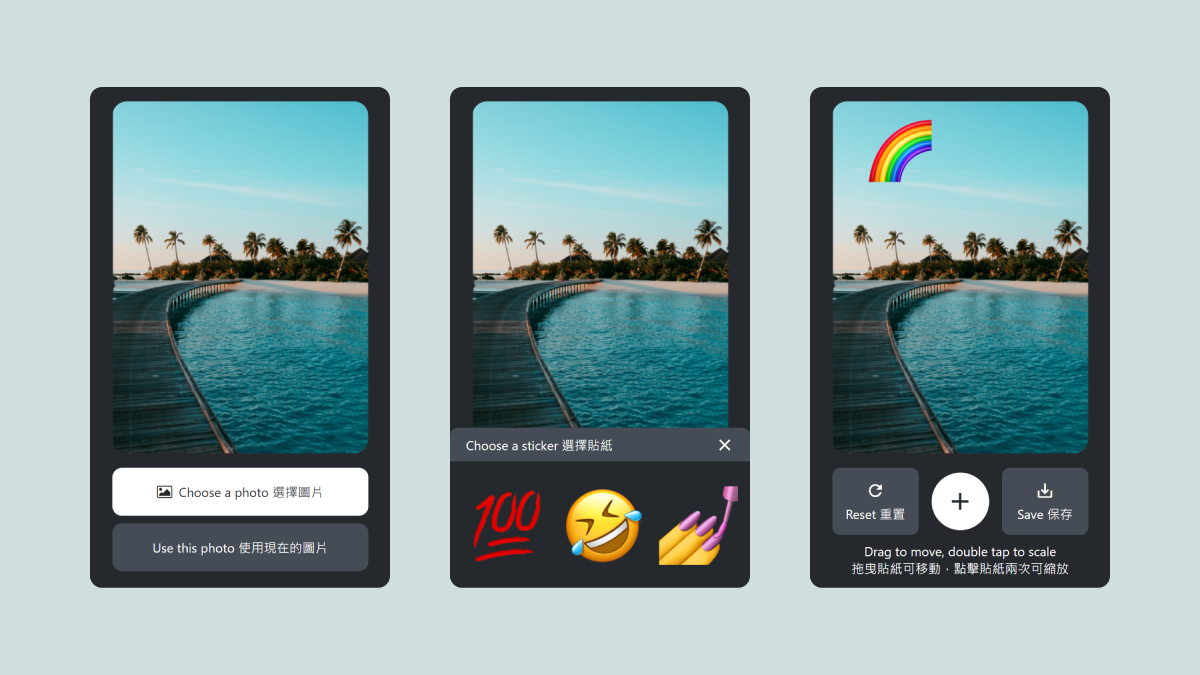 Choose a photo 選擇圖片
Use this photo 使用現在的圖片
Choose a sticker 選擇貼紙
100
Reset 重置
Save 保存
Drag to move, double tap to scale
拖曳貼紙可移動，點擊貼紙兩次可縮放